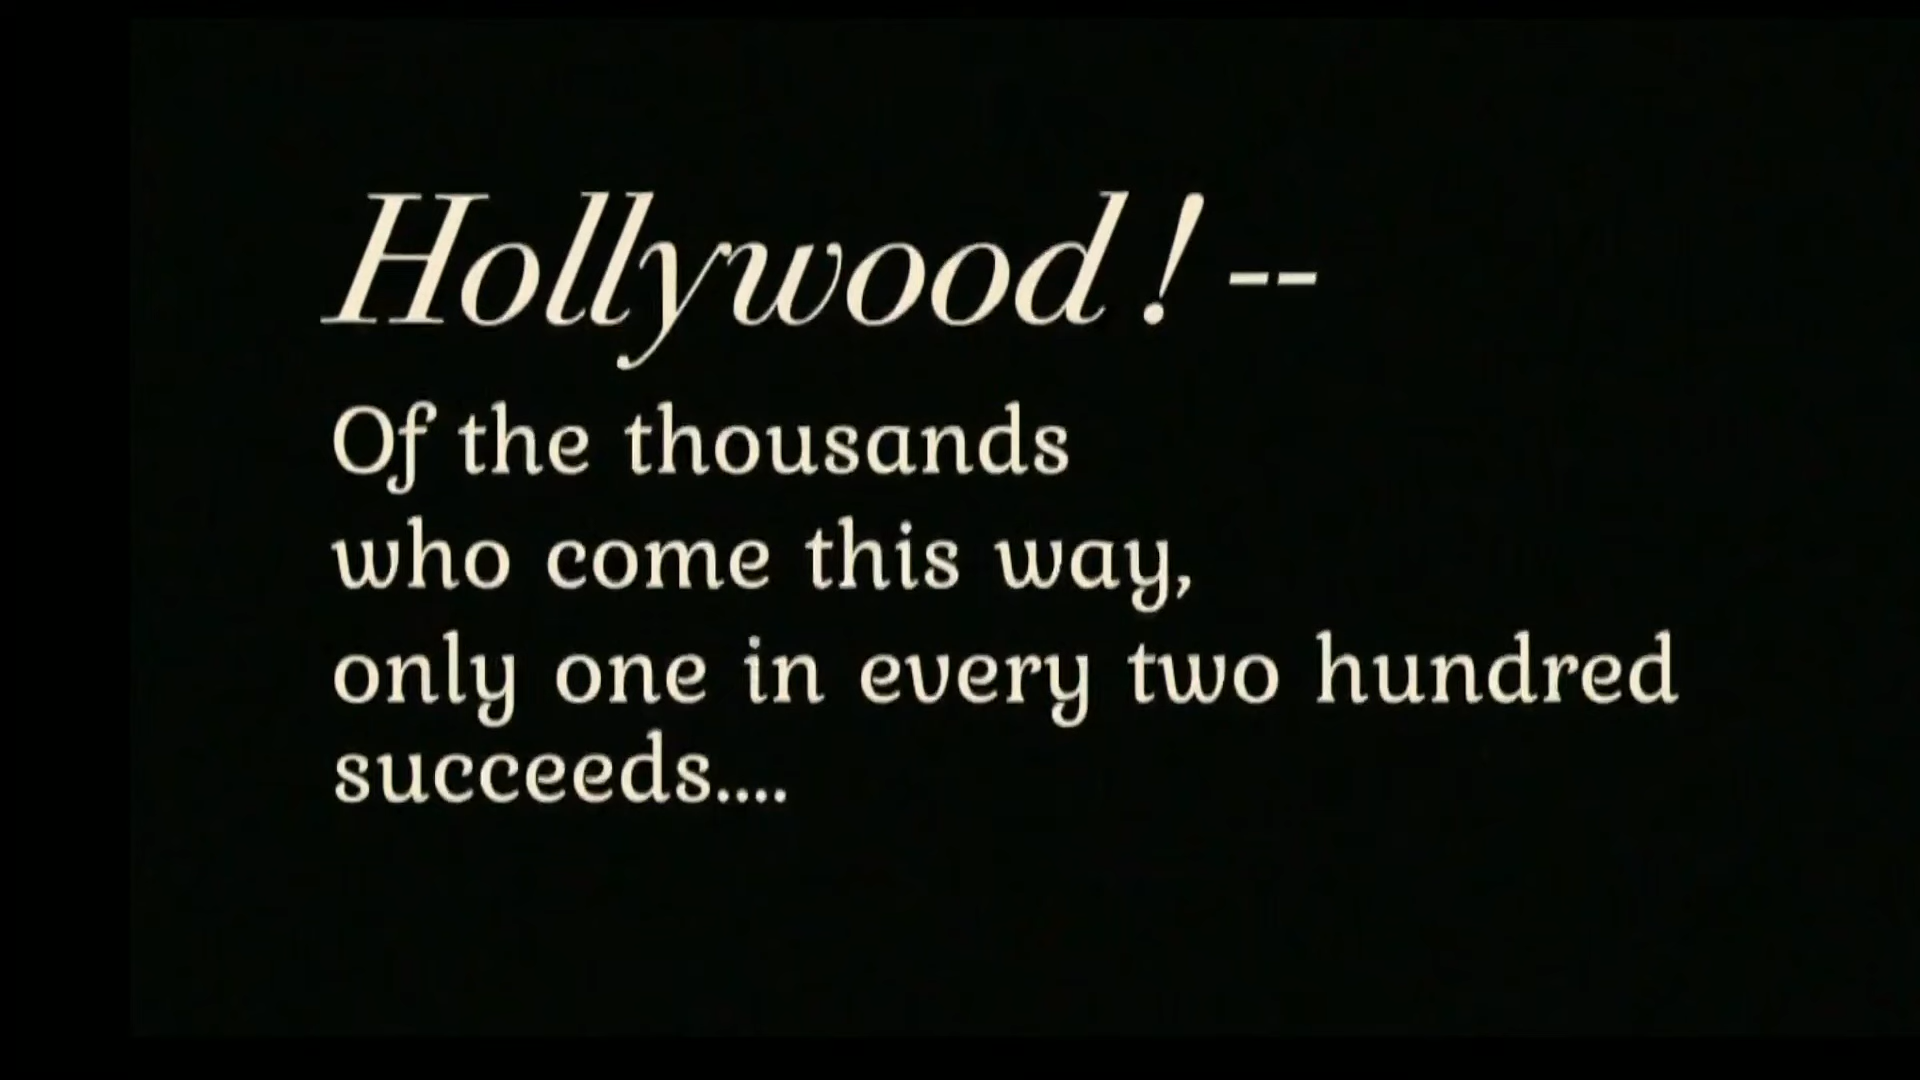 Hollywood! --
Of the thousands
who come this way,
only one in every two hundred
succeeds....